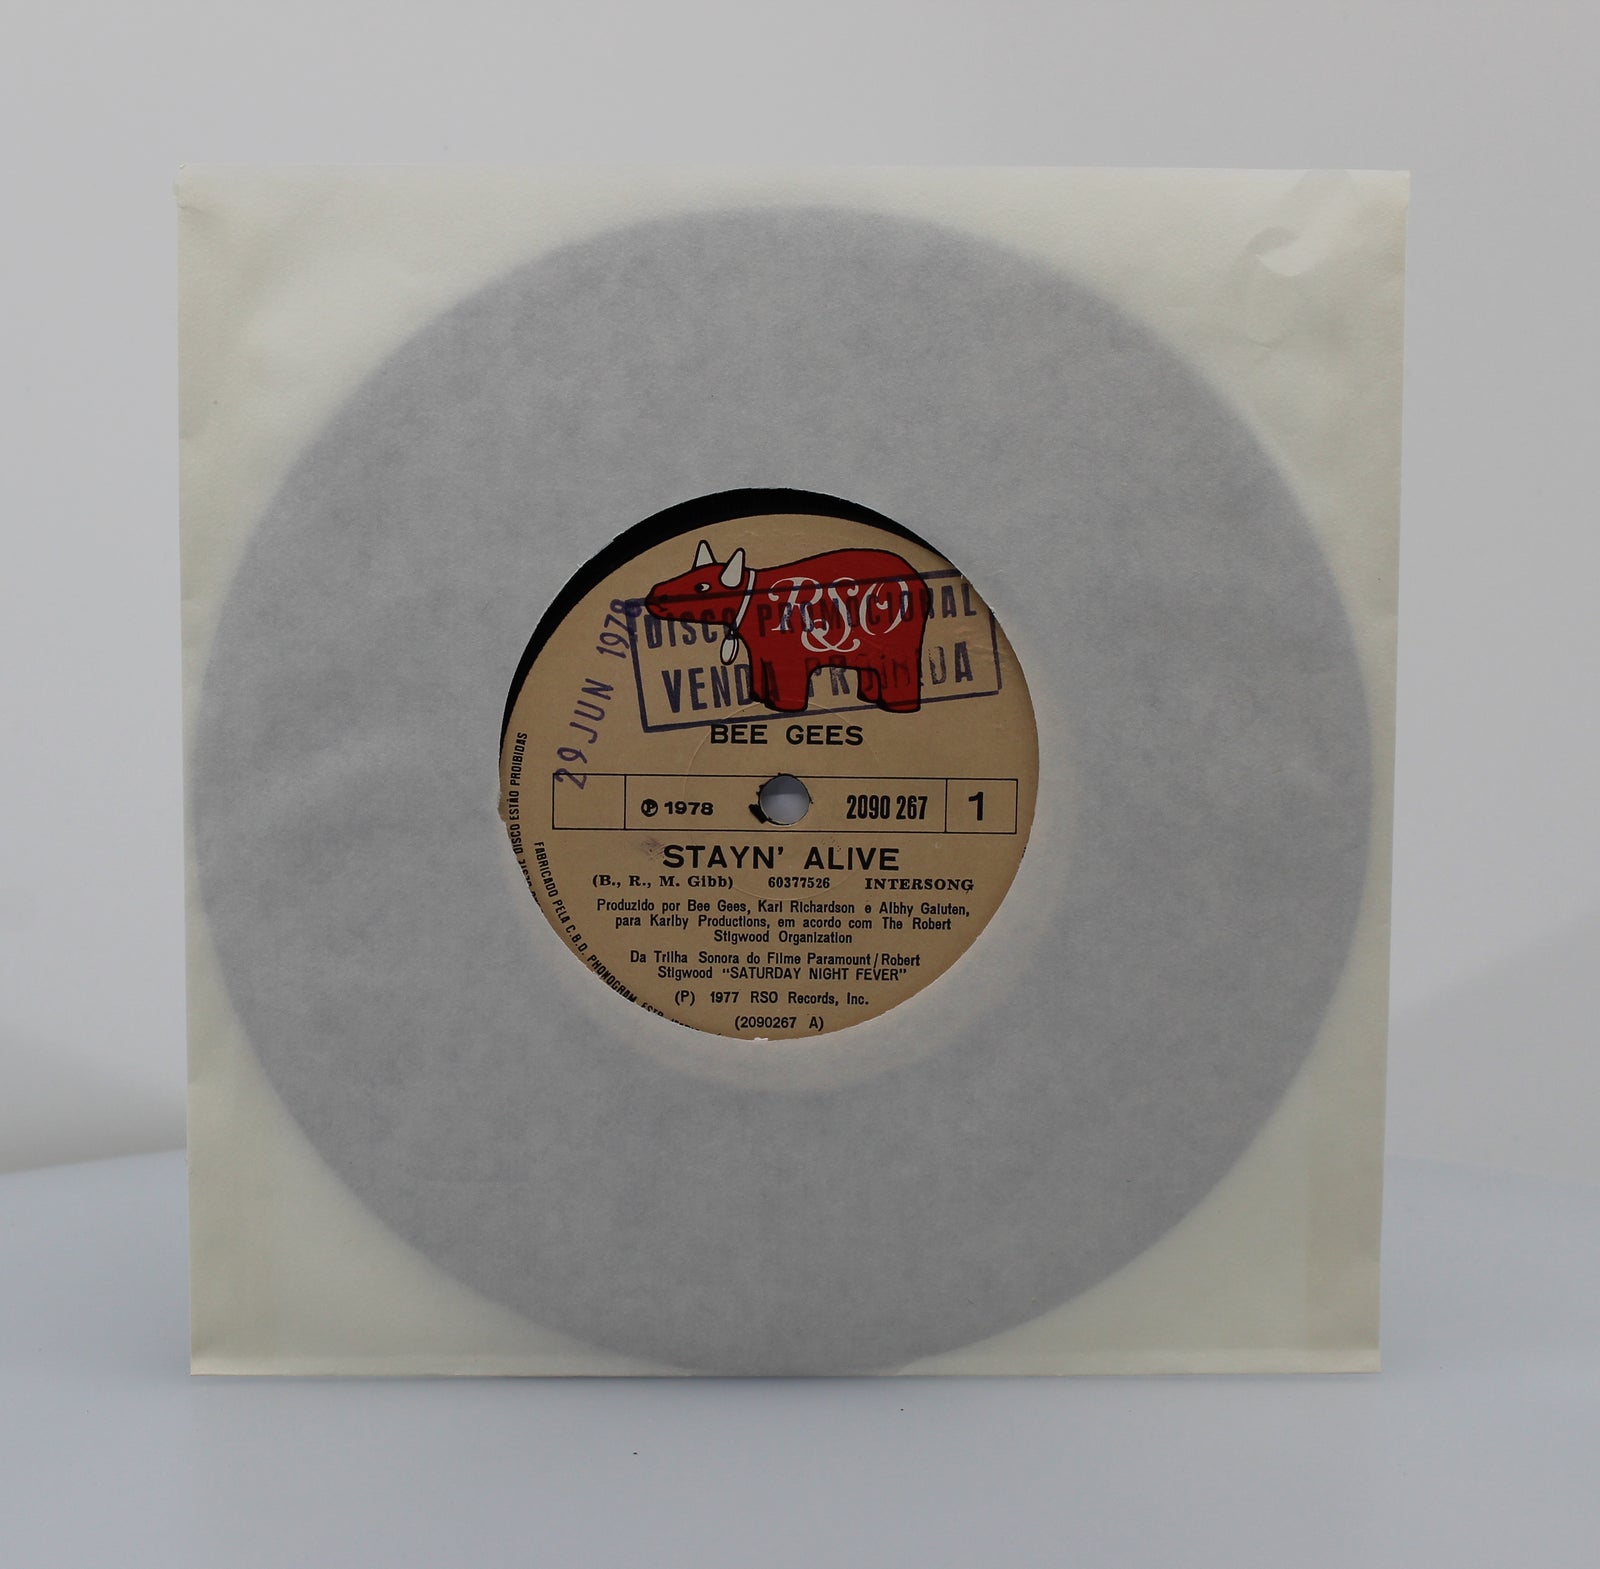 RSO
DISCO PROMOCIONAL
VENDA PROIBIDA
29 JUN 1978
BEE GEES
℗ 1978
2090 267
1
STAYN' ALIVE
(B., R., M. Gibb) 60377526 INTERSONG
Produzido por Bee Gees, Karl Richardson e Albhy Galuten,
para Karlby Productions, em acordo com The Robert
Stigwood Organization
Da Trilha Sonora do Filme Paramount/Robert
Stigwood "SATURDAY NIGHT FEVER"
(P) 1977 RSO Records, Inc.
(2090267 A)
DISCO ESTÃO PROIBIDAS
FABRICADO PELA C.B.D. PHONOGRAM